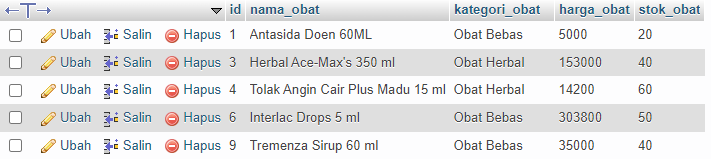 id nama_obat kategori_obat harga_obat stok_obat
Ubah Salin Hapus 1 Antasida Doen 60ML Obat Bebas 5000 20
Ubah Salin Hapus 3 Herbal Ace-Max's 350 ml Obat Herbal 153000 40
Ubah Salin Hapus 4 Tolak Angin Cair Plus Madu 15 ml Obat Herbal 14200 60
Ubah Salin Hapus 6 Interlac Drops 5 ml Obat Bebas 303800 50
Ubah Salin Hapus 9 Tremenza Sirup 60 ml Obat Bebas 35000 40